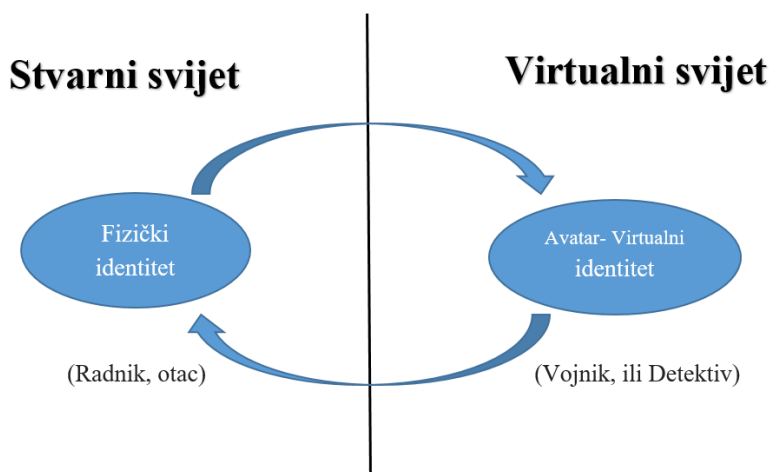 Stvarni svijet
Virtualni svijet
Fizički
identitet
Avatar- Virtualni
identitet
(Radnik, otac)
(Vojnik, ili Detektiv)